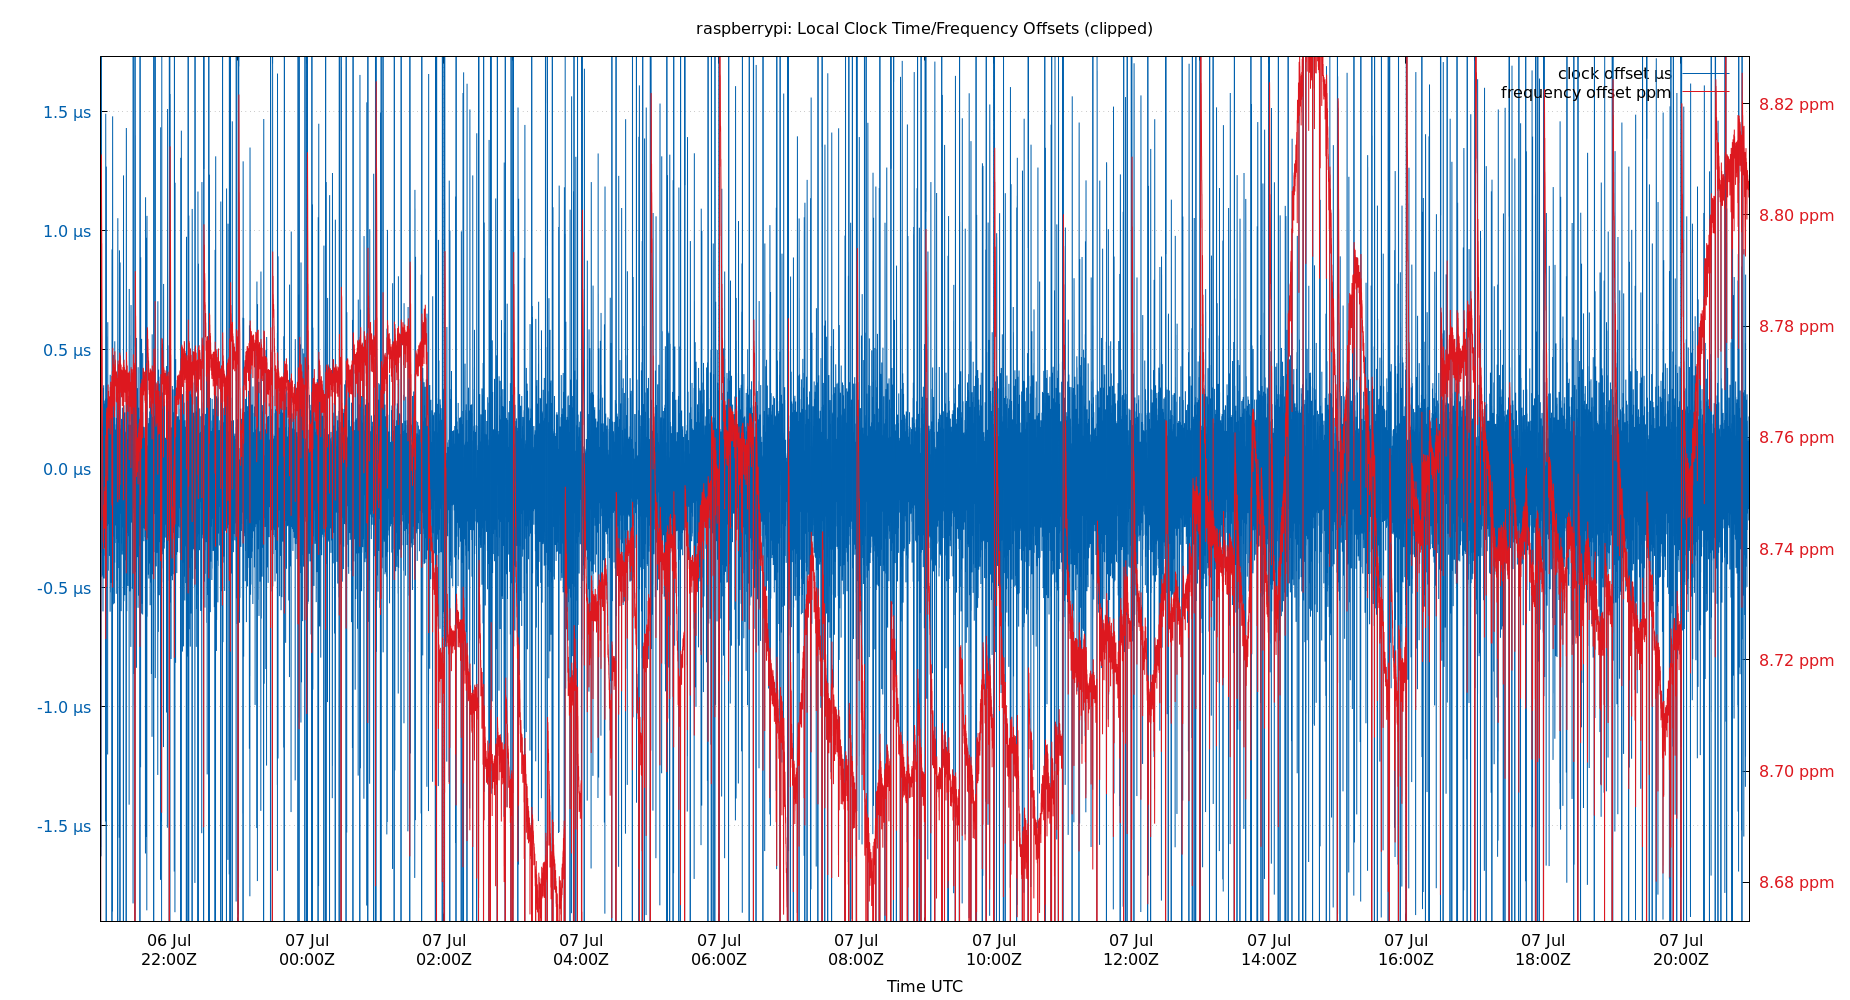 raspberrypi: Local Clock Time/Frequency Offsets (clipped)
clock offset µs
frequency offset ppm
1.5 µs
1.0 µs
0.5 µs
0.0 µs
-0.5 µs
-1.0 µs
-1.5 µs
8.82 ppm
8.80 ppm
8.78 ppm
8.76 ppm
8.74 ppm
8.72 ppm
8.70 ppm
8.68 ppm
06 Jul 07 Jul 07 Jul 07 Jul 07 Jul 07 Jul 07 Jul 07 Jul 07 Jul 07 Jul 07 Jul 07 Jul
22:00Z 00:00Z 02:00Z 04:00Z 06:00Z 08:00Z 10:00Z 12:00Z 14:00Z 16:00Z 18:00Z 20:00Z
Time UTC